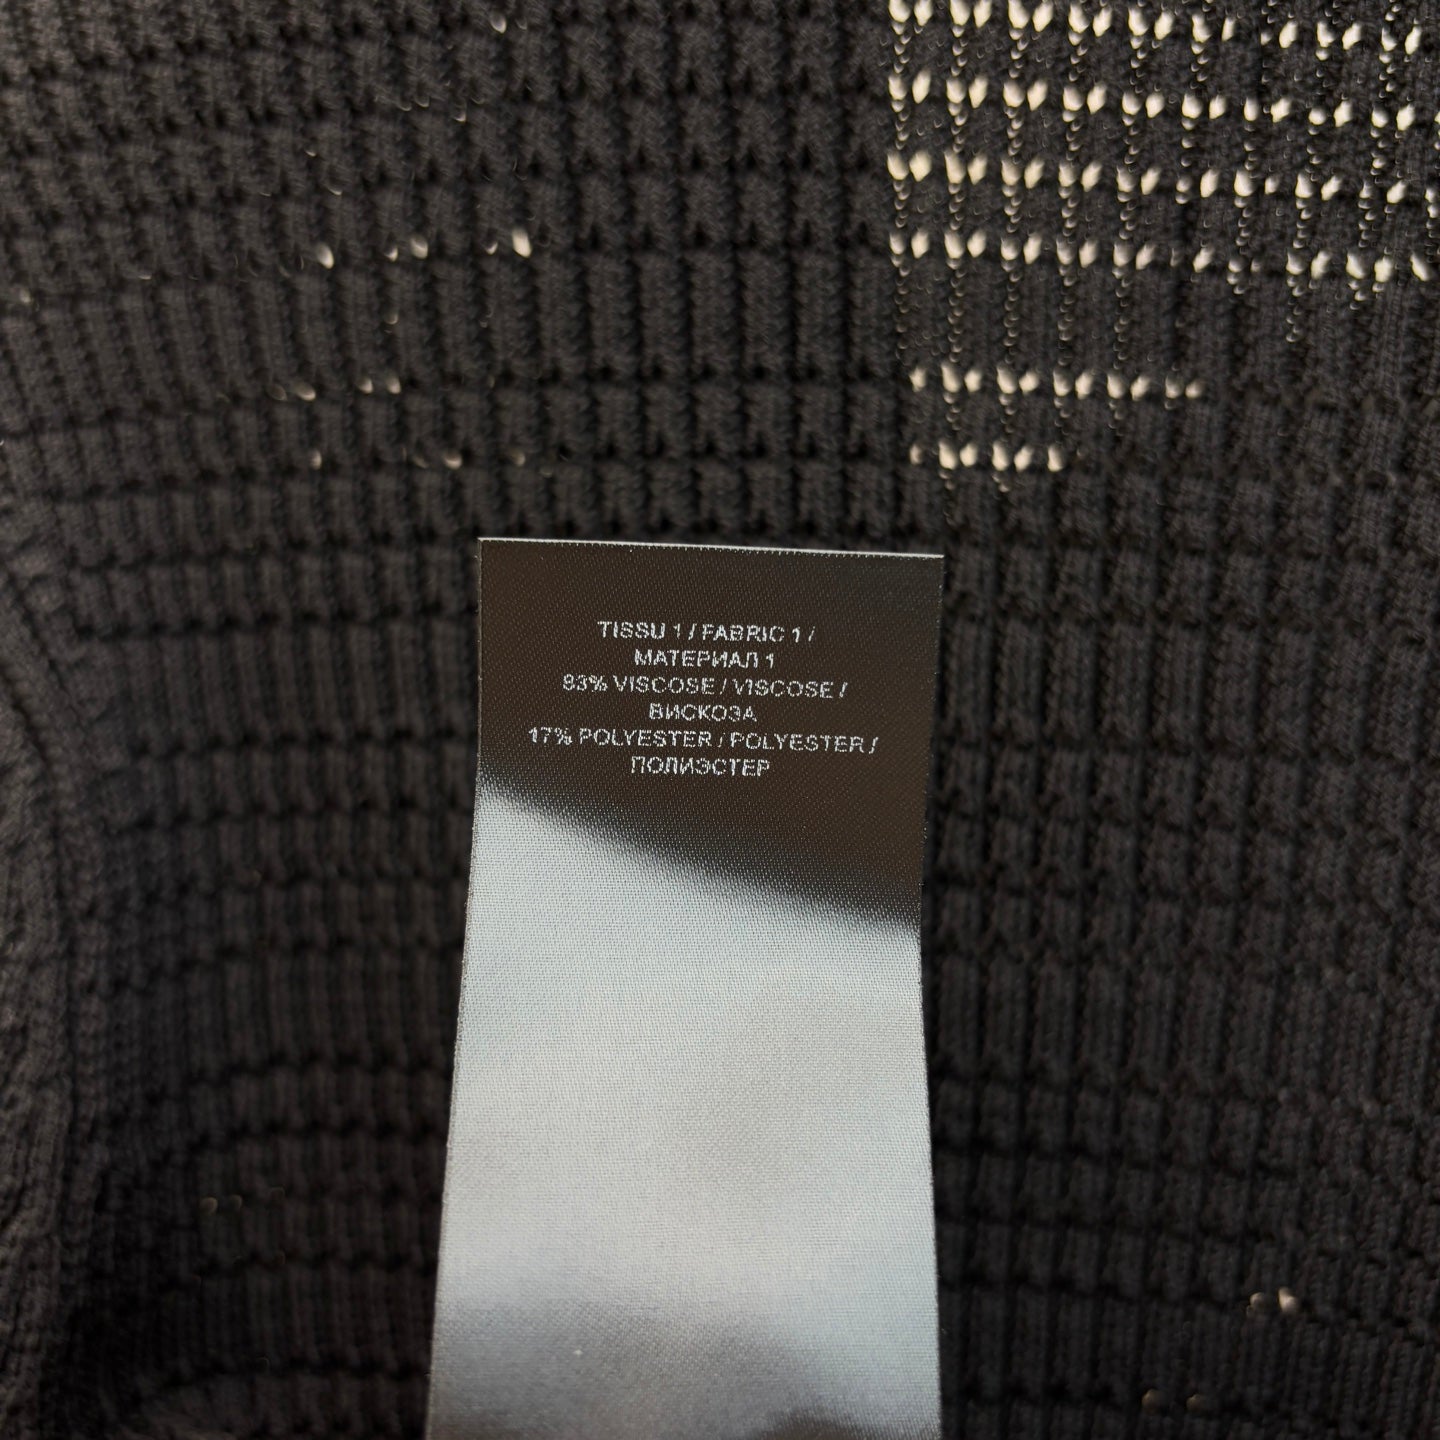 TISSU 1 / FABRIC 1 /
МАТЕРИАЛ 1
83% VISCOSE / VISCOSE /
ВИСКОЗА
17% POLYESTER / POLYESTER /
ПОЛИЭСТЕР